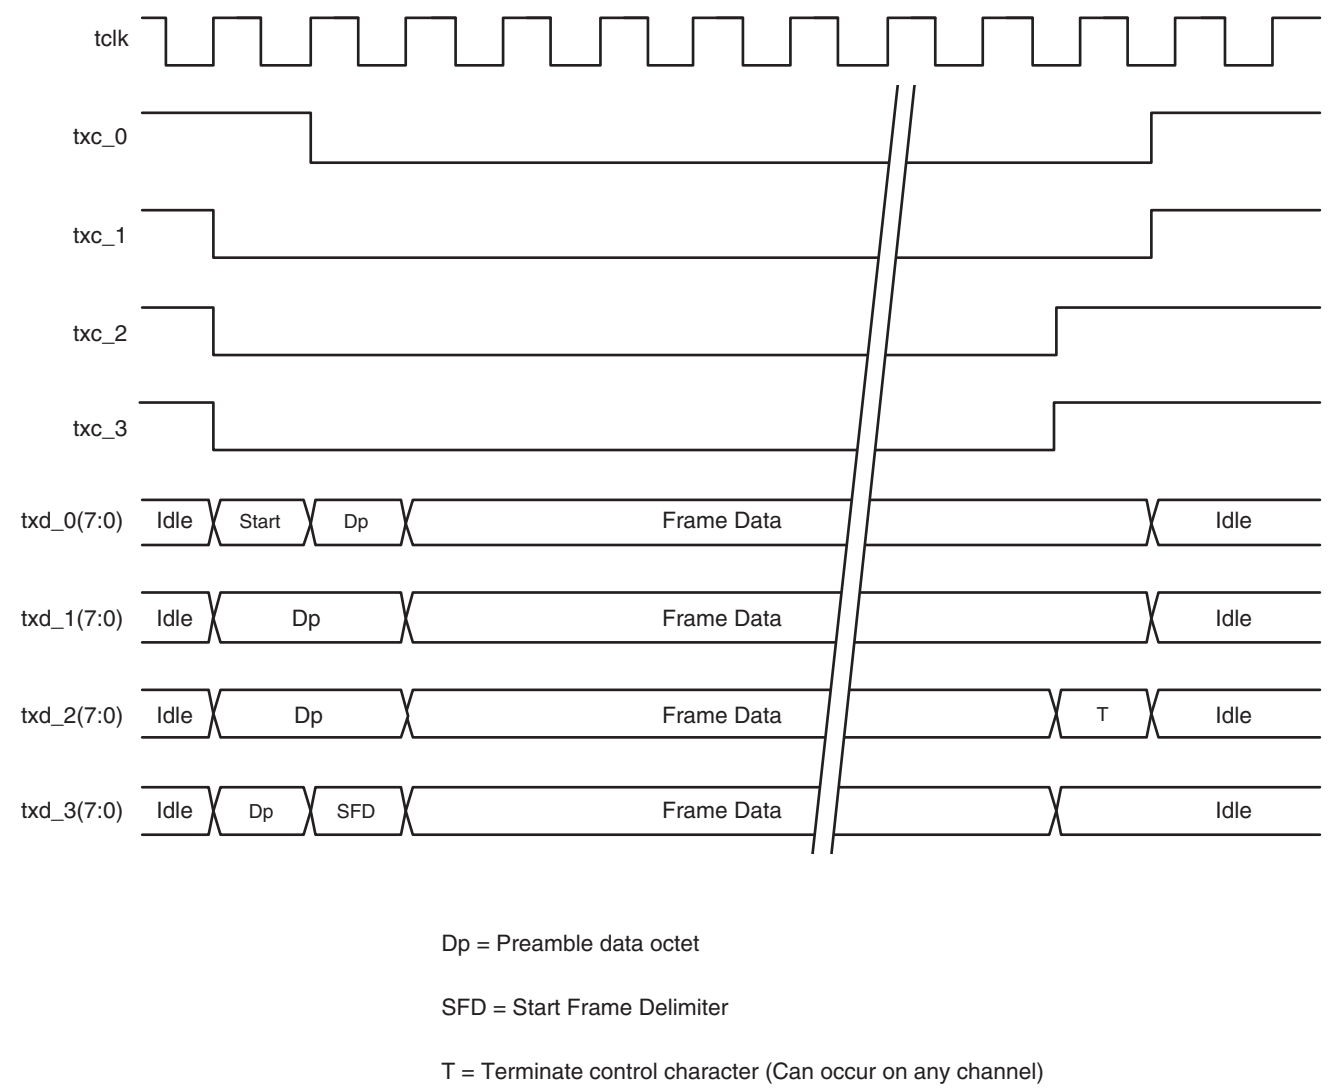 tclk
txc_0
txc_1
txc_2
txc_3
txd_0(7:0) Idle Start Dp Frame Data Idle
txd_1(7:0) Idle Dp Frame Data Idle
txd_2(7:0) Idle Dp Frame Data T Idle
txd_3(7:0) Idle Dp SFD Frame Data Idle
Dp = Preamble data octet
SFD = Start Frame Delimiter
T = Terminate control character (Can occur on any channel)